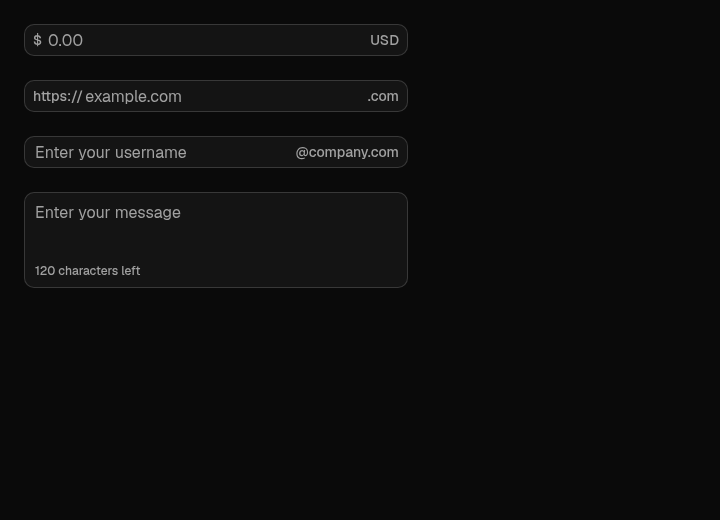 $ 0.00 USD
https:// example.com .com
Enter your username @company.com
Enter your message
120 characters left